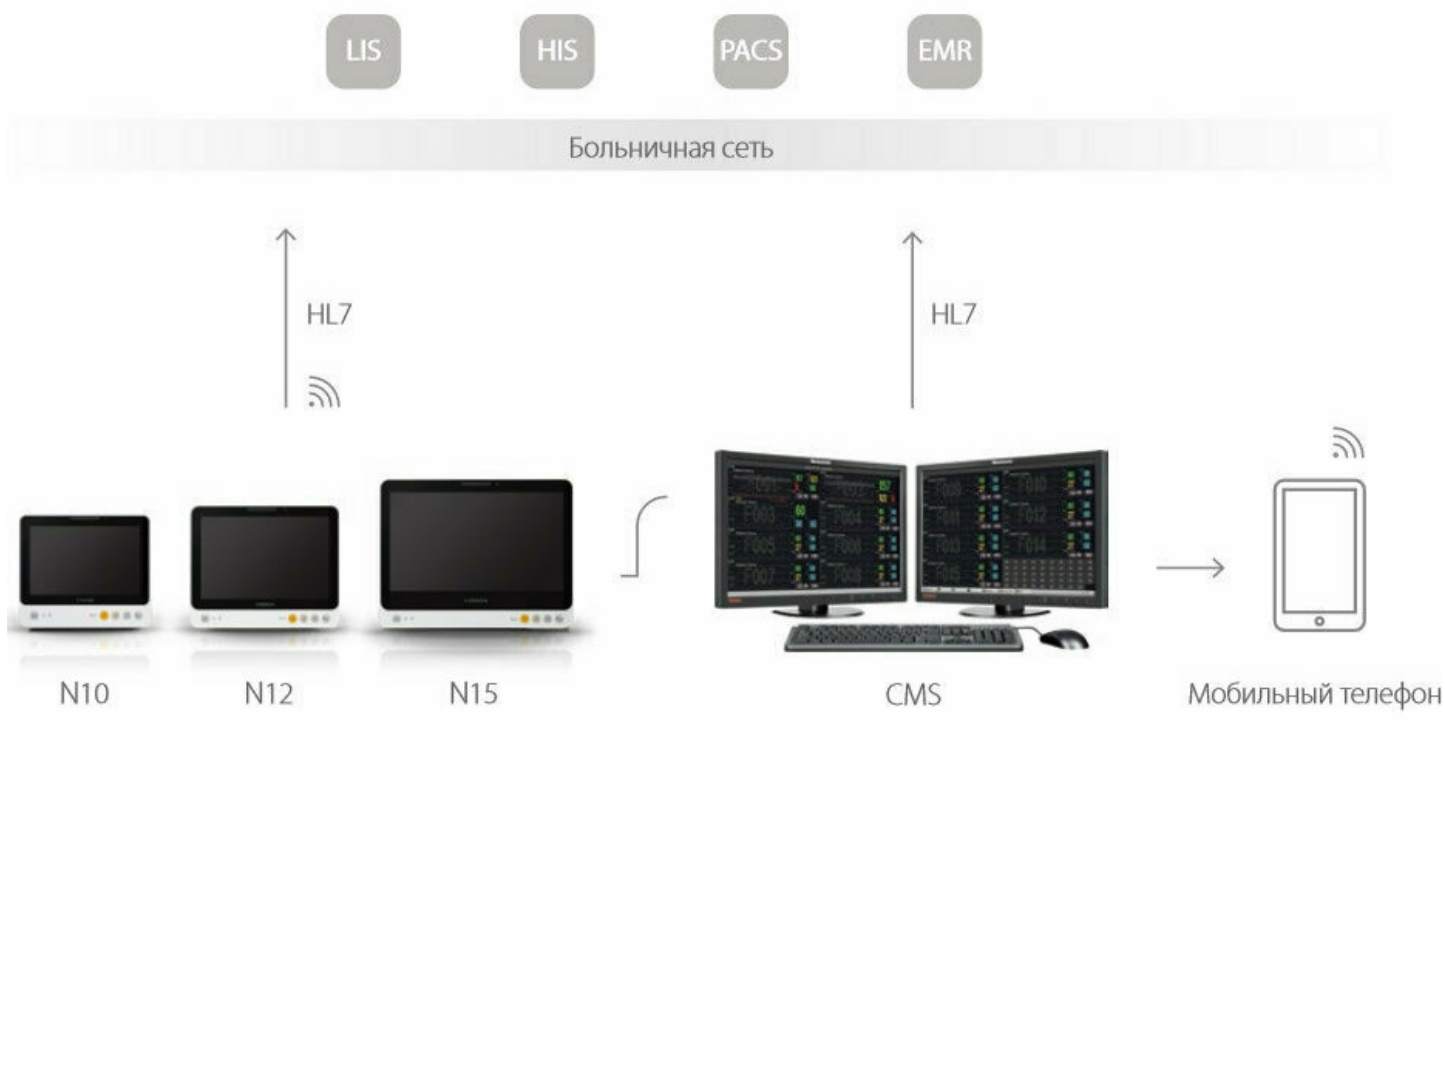 LIS
HIS
PACS
EMR
Больничная сеть
HL7
HL7
N10
N12
N15
CMS
Мобильный телефон